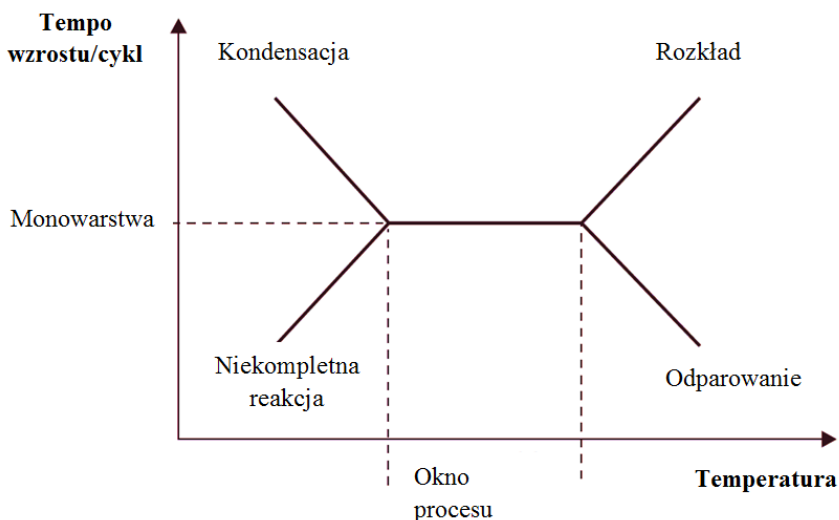 Tempo
wzrostu/cykl
Kondensacja
Rozkład
Monowarstwa
Niekompletna
reakcja
Odparowanie
Okno
procesu
Temperatura